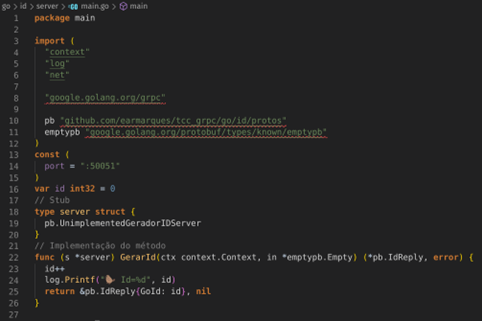 go > id > server > main.go > main
1 package main
2
3 import (
4 "context"
5 "log"
6 "net"
7
8 "google.golang.org/grpc"
9
10 pb "github.com/earmarques/tcc_grpc/go/id/protos"
11 emptypb "google.golang.org/protobuf/types/known/emptypb"
12 )
13 const (
14 port = ":50051"
15 )
16 var id int32 = 0
17 // Stub
18 type server struct {
19 pb.UnimplementedGeradorIDServer
20 }
21 // Implementação do método
22 func (s *server) GerarId(ctx context.Context, in *emptypb.Empty) (*pb.IdReply, error) {
23 id++
24 log.Printf(" Id=%d", id)
25 return &pb.IdReply{GoId: id}, nil
26 }
27